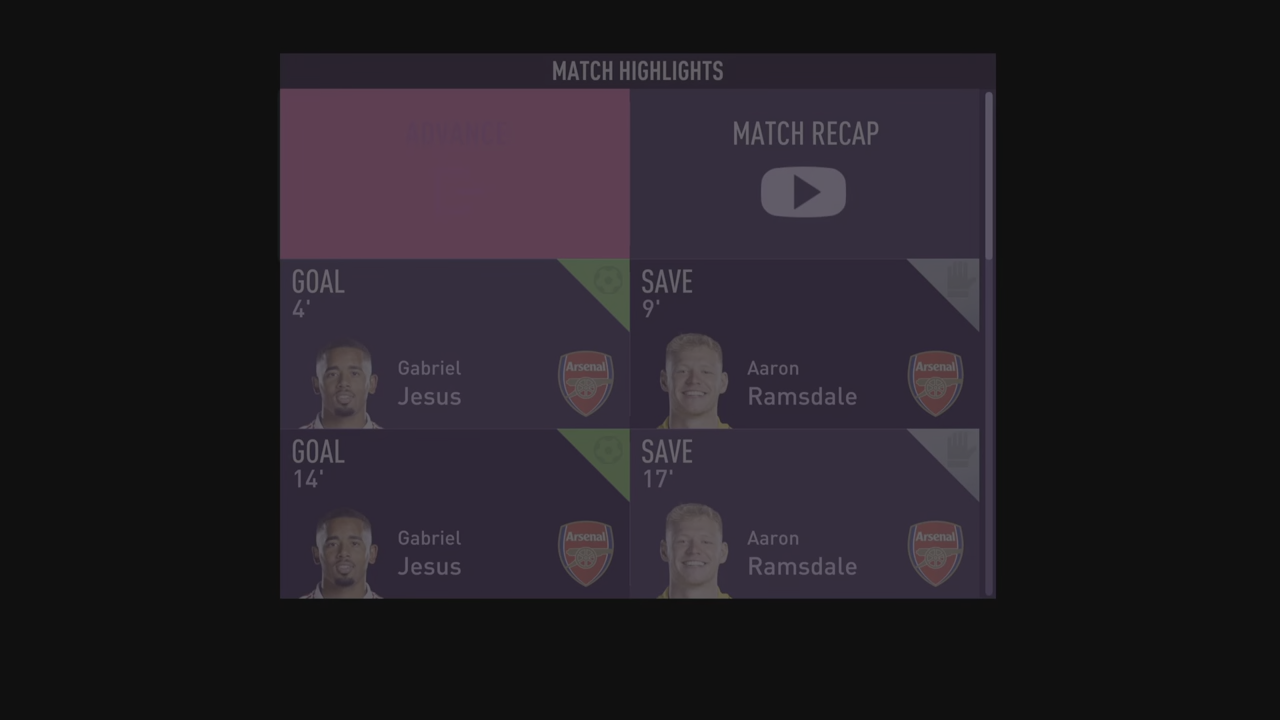 MATCH HIGHLIGHTS
ADVANCE
MATCH RECAP
GOAL
4'
Gabriel
Jesus
Arsenal
SAVE
9'
Aaron
Ramsdale
Arsenal
GOAL
14'
Gabriel
Jesus
Arsenal
SAVE
17'
Aaron
Ramsdale
Arsenal